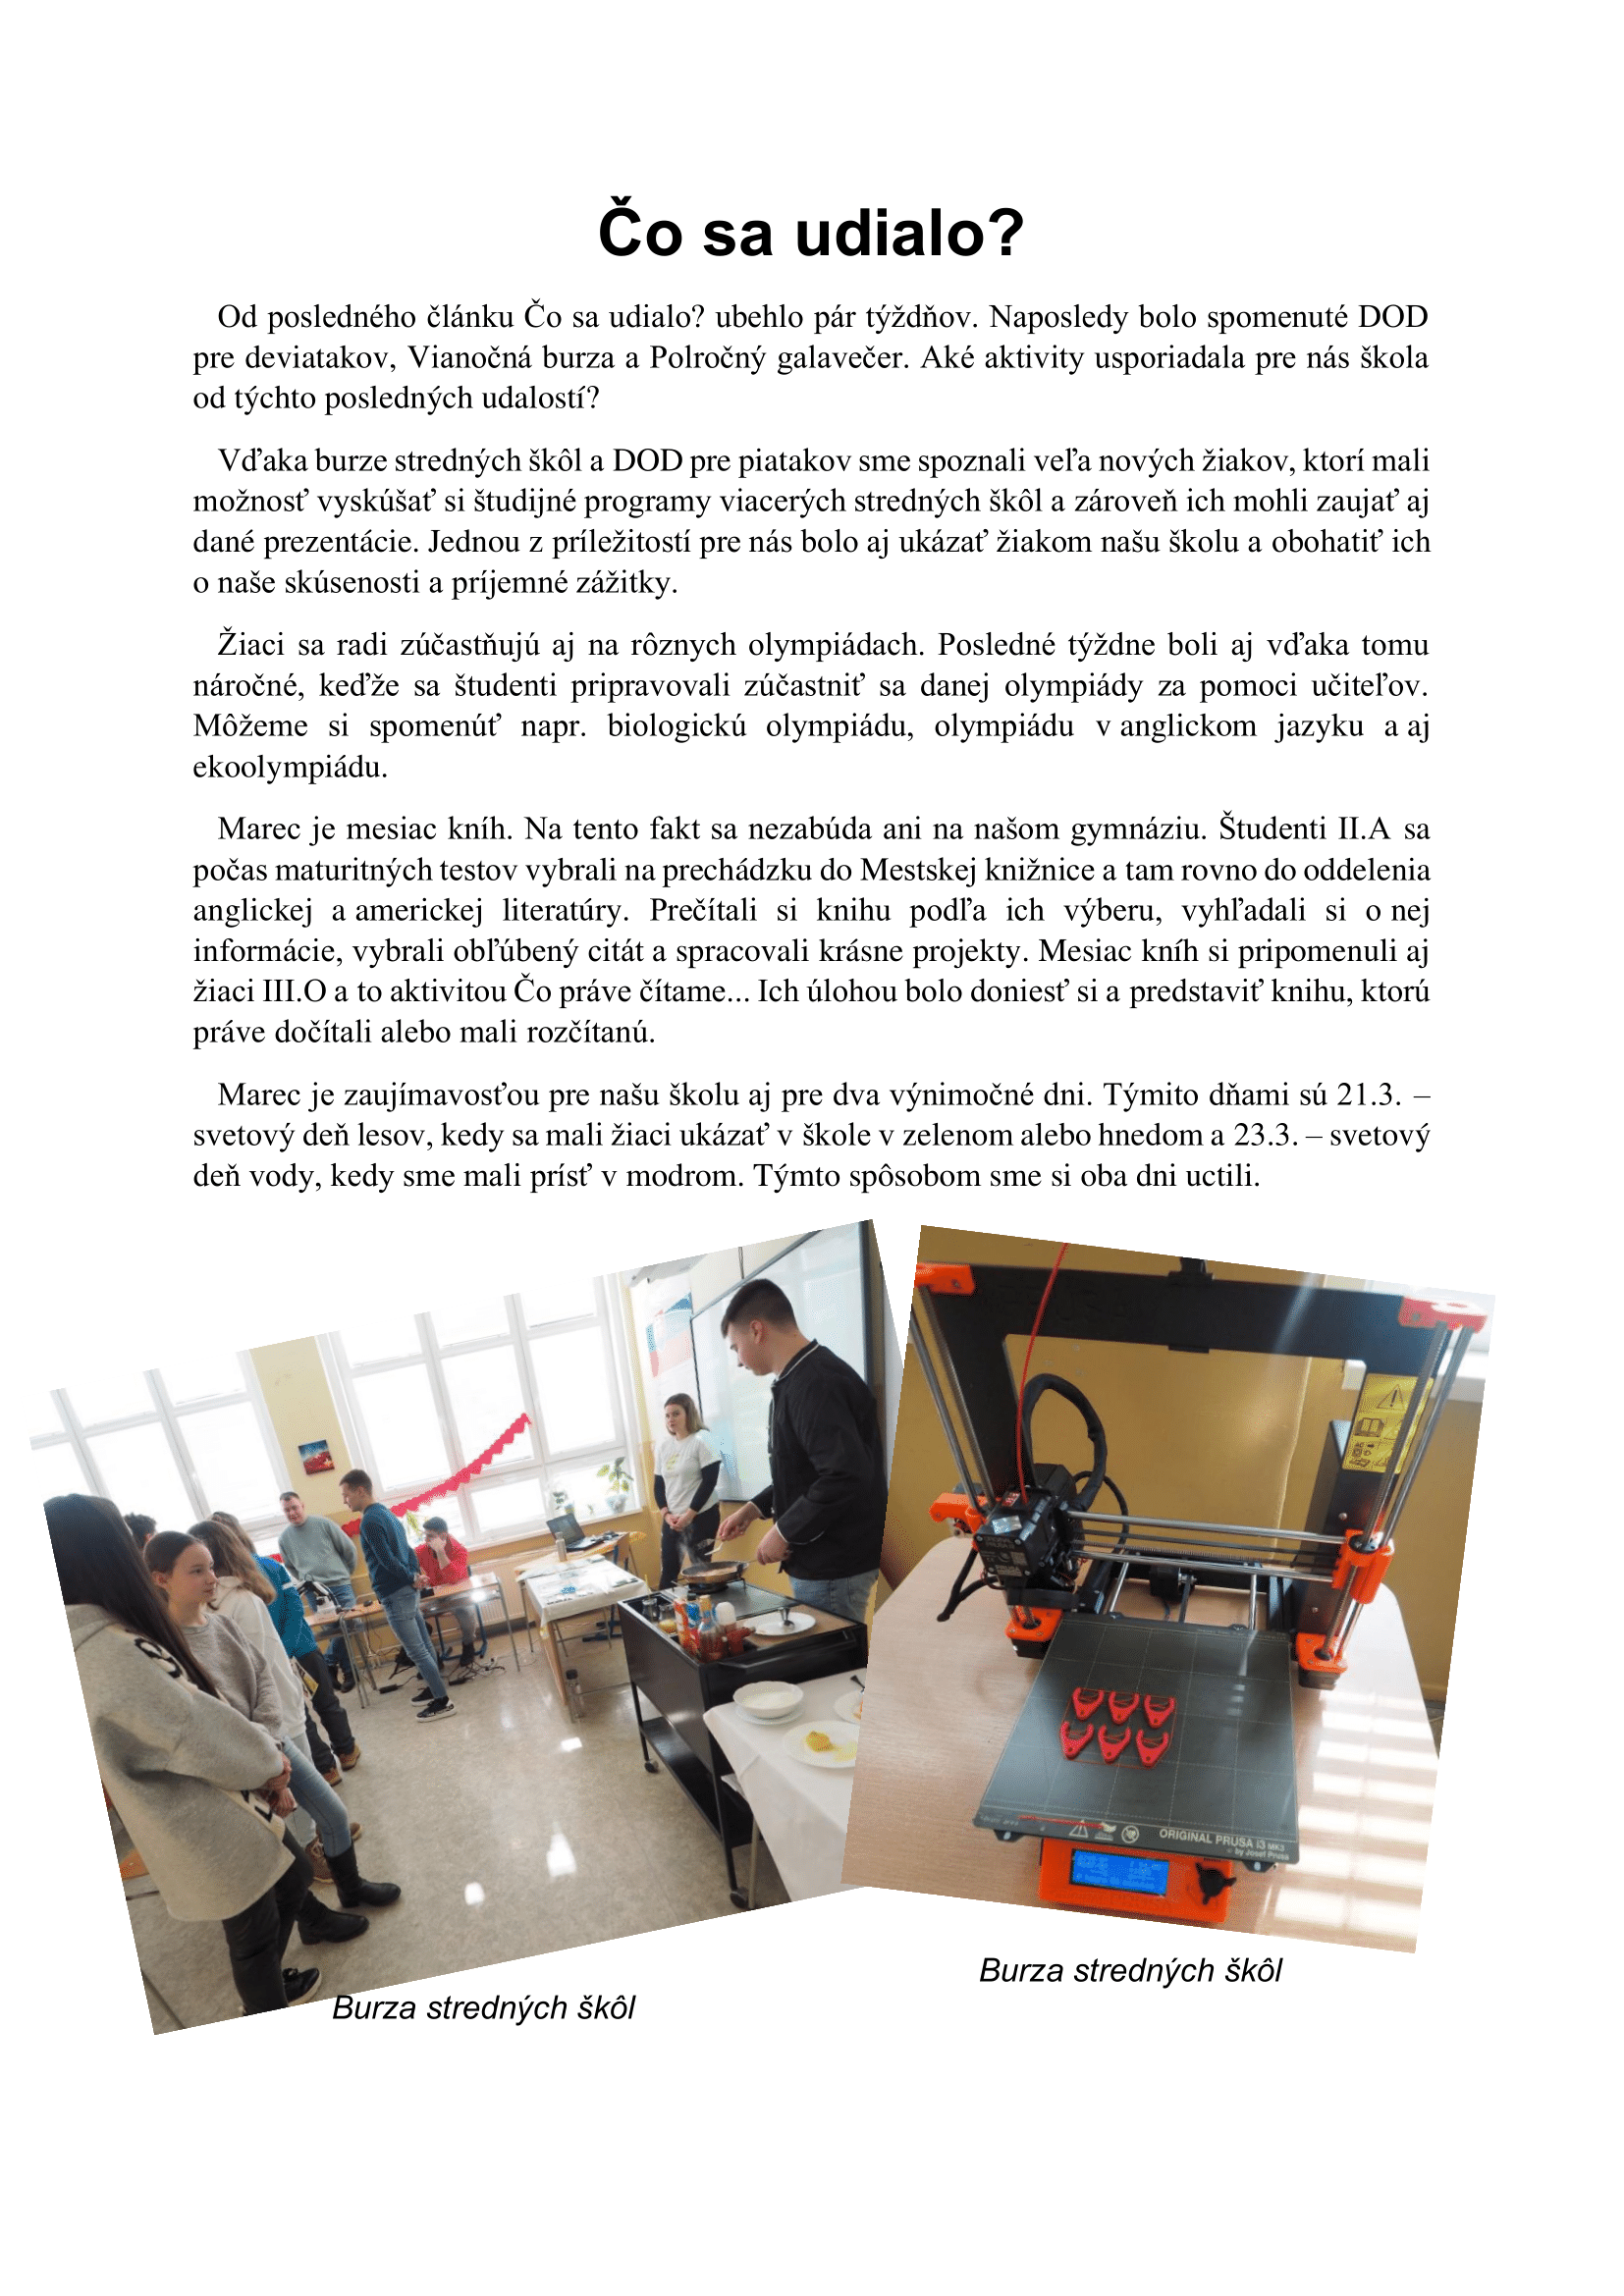 Čo sa udialo?
Od posledného článku Čo sa udialo? ubehlo pár týždňov. Naposledy bolo spomenuté DOD
pre deviatakov, Vianočná burza a Polročný galavečer. Aké aktivity usporiadala pre nás škola
od týchto posledných udalostí?
Vďaka burze stredných škôl a DOD pre piatakov sme spoznali veľa nových žiakov, ktorí mali
možnosť vyskúšať si študijné programy viacerých stredných škôl a zároveň ich mohli zaujať aj
dané prezentácie. Jednou z príležitostí pre nás bolo aj ukázať žiakom našu školu a obohatiť ich
o naše skúsenosti a príjemné zážitky.
Žiaci sa radi zúčastňujú aj na rôznych olympiádach. Posledné týždne boli aj vďaka tomu
náročné, keďže sa študenti pripravovali zúčastniť sa danej olympiády za pomoci učiteľov.
Môžeme si spomenúť napr. biologickú olympiádu, olympiádu v anglickom jazyku a aj
ekoolympiádu.
Marec je mesiac kníh. Na tento fakt sa nezabúda ani na našom gymnáziu. Študenti II.A sa
počas maturitných testov vybrali na prechádzku do Mestskej knižnice a tam rovno do oddelenia
anglickej a americkej literatúry. Prečítali si knihu podľa ich výberu, vyhľadali si o nej
informácie, vybrali obľúbený citát a spracovali krásne projekty. Mesiac kníh si pripomenuli aj
žiaci III.O a to aktivitou Čo práve čítame... Ich úlohou bolo doniesť si a predstaviť knihu, ktorú
práve dočítali alebo mali rozčítanú.
Marec je zaujímavosťou pre našu školu aj pre dva výnimočné dni. Týmito dňami sú 21.3. –
svetový deň lesov, kedy sa mali žiaci ukázať v škole v zelenom alebo hnedom a 23.3. – svetový
deň vody, kedy sme mali prísť v modrom. Týmto spôsobom sme si oba dni uctili.
ORIGINAL PRUSA i3 MK3
by Josef Prusa
Burza stredných škôl
Burza stredných škôl